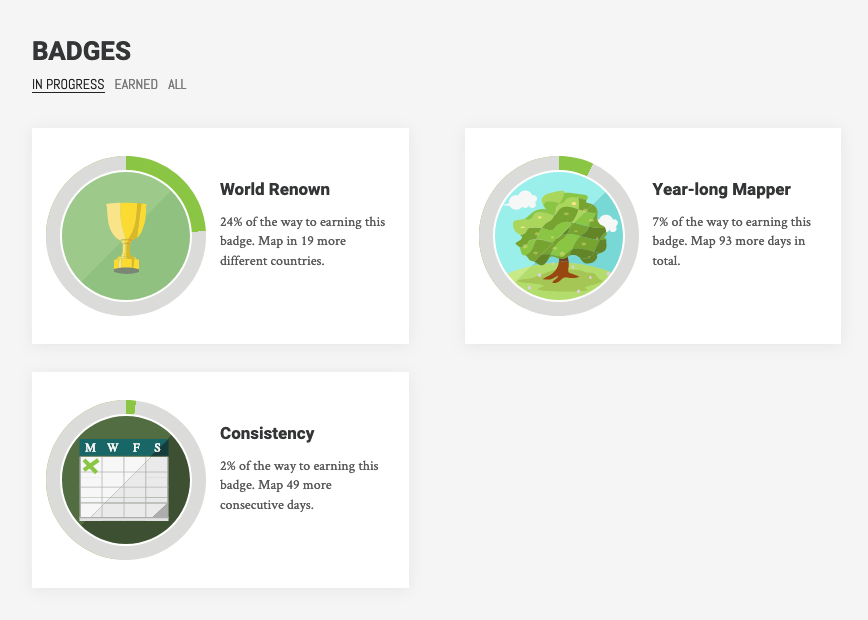 BADGES
IN PROGRESS EARNED ALL
World Renown
24% of the way to earning this
badge. Map in 19 more
different countries.
Year-long Mapper
7% of the way to earning this
badge. Map 93 more days in
total.
M W F S
Consistency
2% of the way to earning this
badge. Map 49 more
consecutive days.